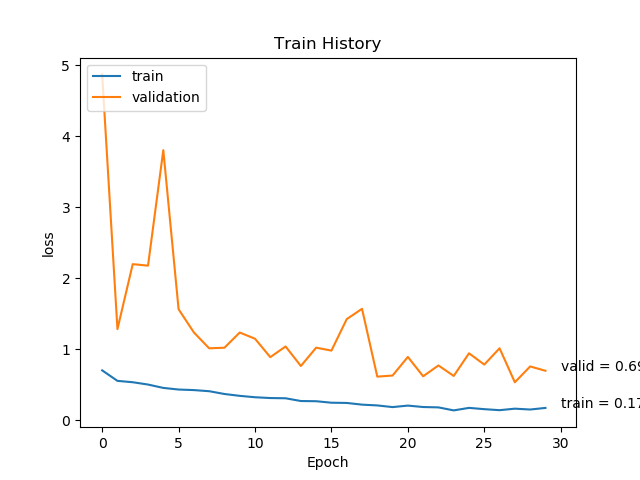 Train History
train
validation
loss
5
4
3
2
1
0
valid = 0.69
train = 0.17
0 5 10 15 20 25 30
Epoch